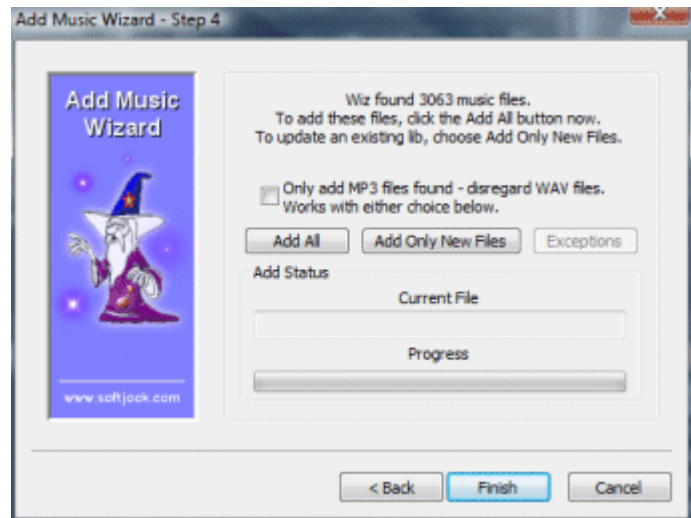 Add Music Wizard - Step 4
Add Music
Wizard
www.softjock.com
Wiz found 3063 music files.
To add these files, click the Add All button now.
To update an existing lib, choose Add Only New Files.
Only add MP3 files found - disregard WAV files.
Works with either choice below.
Add All
Add Only New Files
Exceptions
Add Status
Current File
Progress
< Back
Finish
Cancel